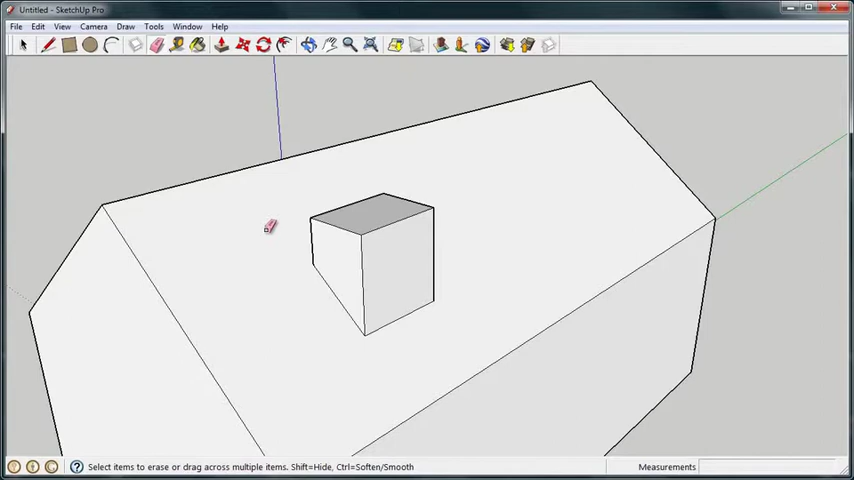 Untitled - SketchUp Pro
File Edit View Camera Draw Tools Window Help
Select items to erase or drag across multiple items. Shift=Hide, Ctrl=Soften/Smooth Measurements